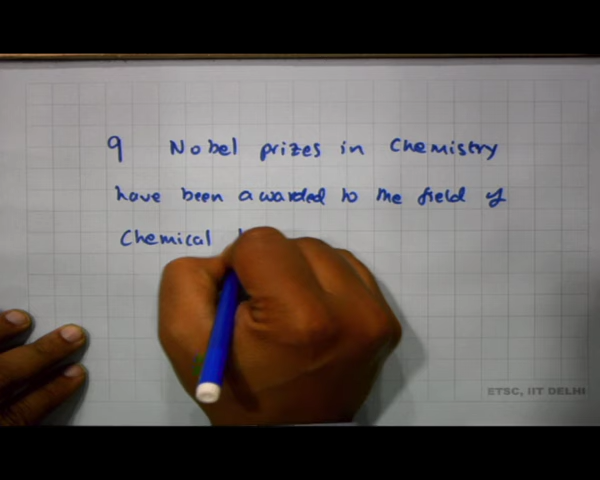 9 Nobel prizes in Chemistry
have been awarded to the field of
Chemical
ETSC, IIT DELHI